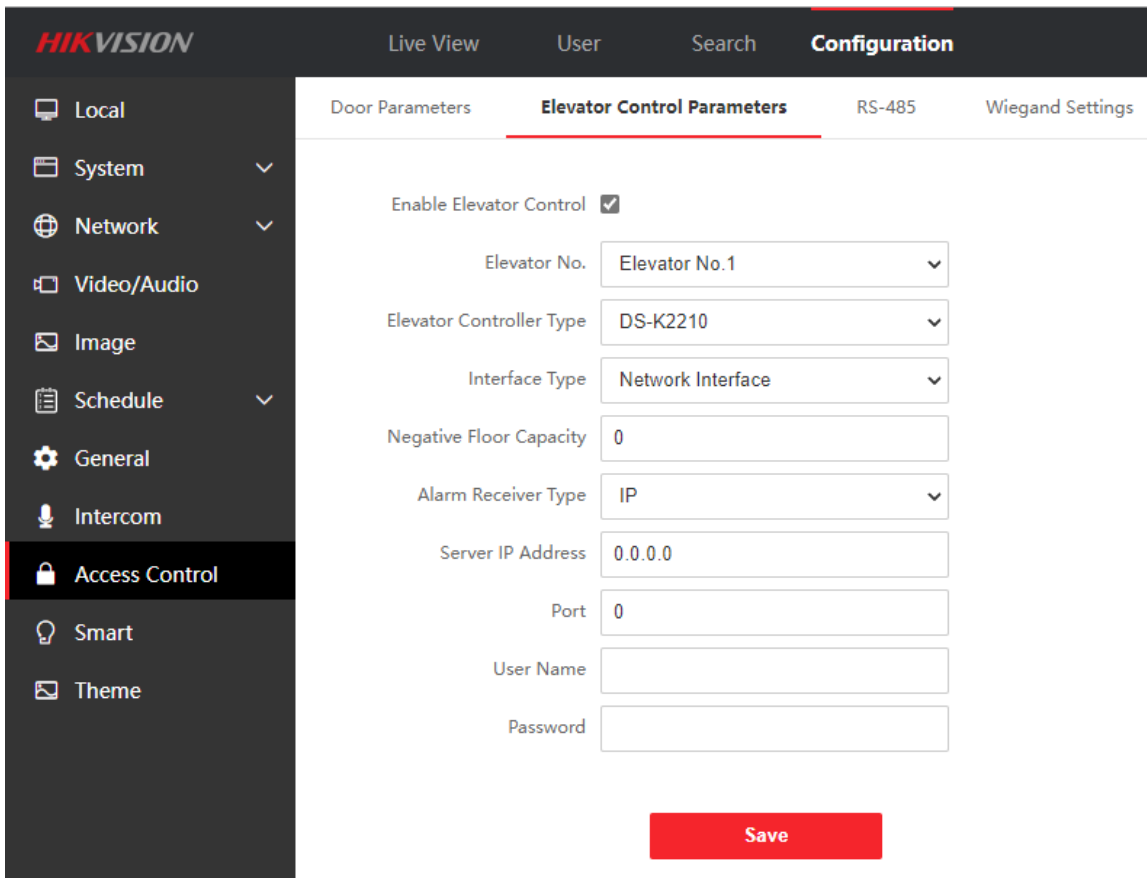 HIKVISION
Live View
User
Search
Configuration
Local
System
Network
Video/Audio
Image
Schedule
General
Intercom
Access Control
Smart
Theme
Door Parameters
Elevator Control Parameters
RS-485
Wiegand Settings
Enable Elevator Control
Elevator No. Elevator No.1
Elevator Controller Type DS-K2210
Interface Type Network Interface
Negative Floor Capacity 0
Alarm Receiver Type IP
Server IP Address 0.0.0.0
Port 0
User Name
Password
Save